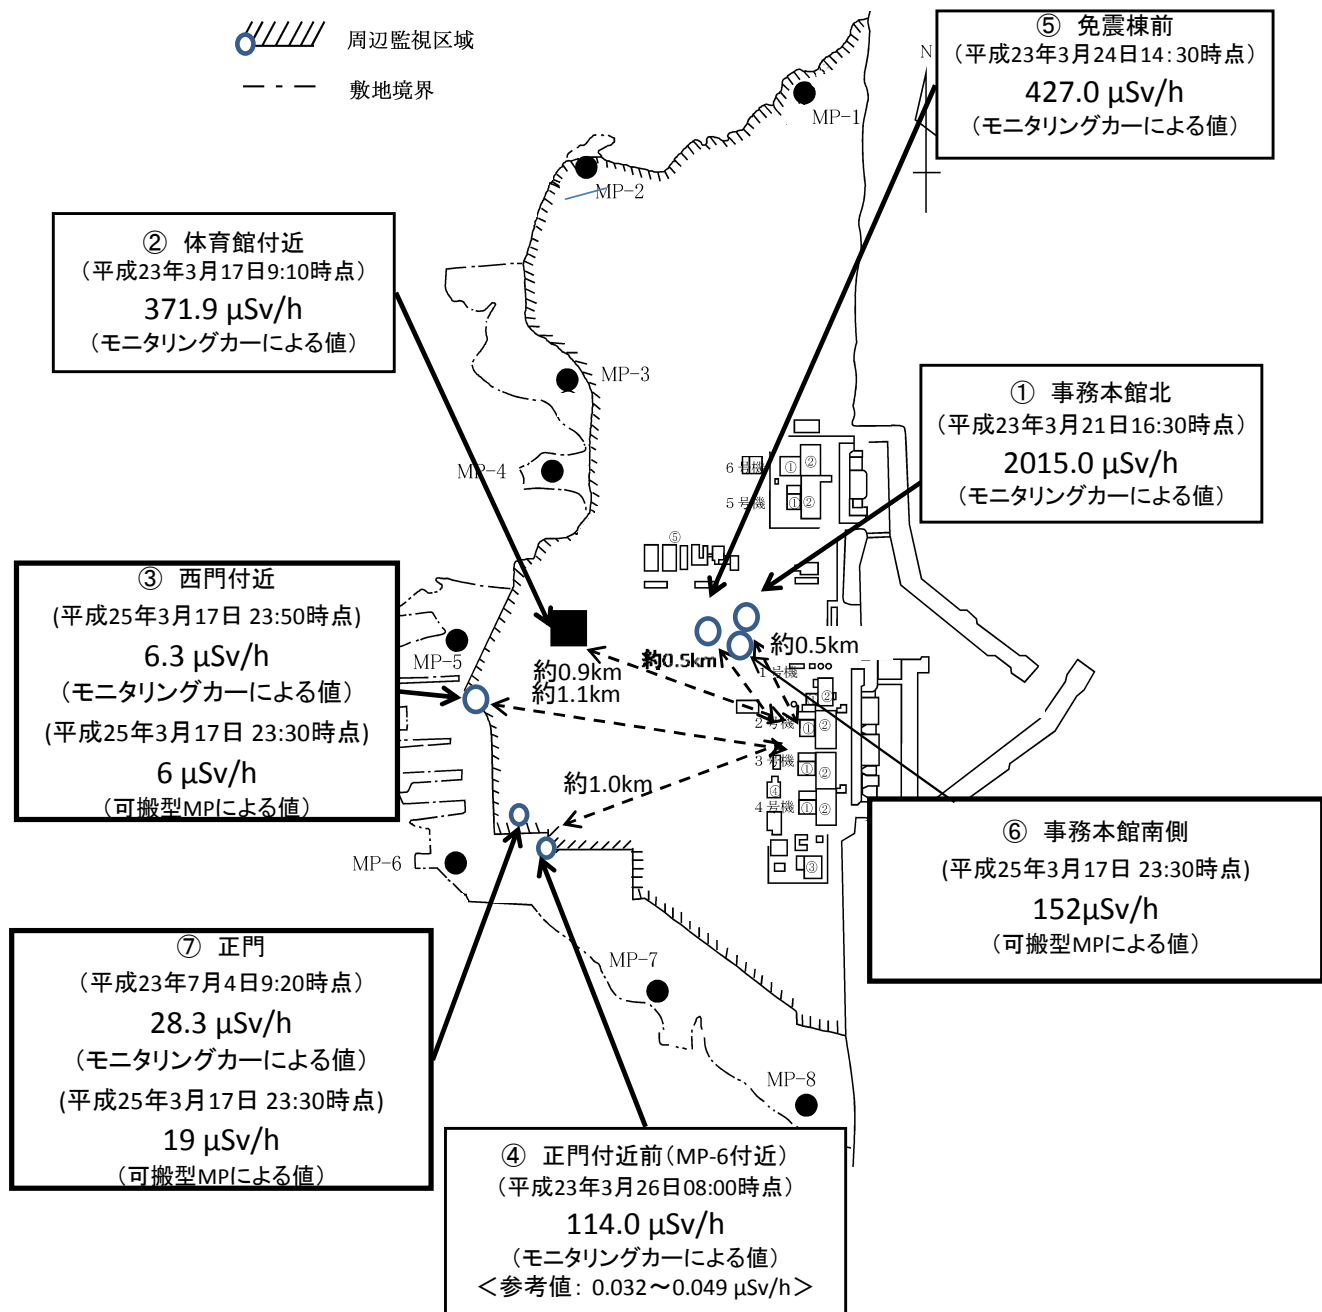 周辺監視区域
敷地境界
⑤ 免震棟前
（平成23年3月24日14：30時点）
427.0 µSv/h
（モニタリングカーによる値）
N
MP-1
MP-2
② 体育館付近
（平成23年3月17日9:10時点）
371.9 µSv/h
（モニタリングカーによる値）
MP-3
① 事務本館北
（平成23年3月21日16:30時点）
2015.0 µSv/h
（モニタリングカーによる値）
MP-4
6号機
① ②
5号機
① ②
⑤
③ 西門付近
(平成25年3月17日 23:50時点)
6.3 µSv/h
（モニタリングカーによる値）
(平成25年3月17日 23:30時点)
6 µSv/h
（可搬型MPによる値）
MP-5
約0.9km
約1.1km
約0.5km
約0.5km
1号機
②
2号機
① ②
3号機
① ②
約1.0km
④
4号機
① ②
③
MP-6
⑥ 事務本館南側
(平成25年3月17日 23:30時点)
152µSv/h
（可搬型MPによる値）
⑦ 正門
（平成23年7月4日9:20時点）
28.3 µSv/h
（モニタリングカーによる値）
(平成25年3月17日 23:30時点)
19 µSv/h
（可搬型MPによる値）
MP-7
MP-8
④ 正門付近前（MP-6付近）
（平成23年3月26日08:00時点）
114.0 µSv/h
（モニタリングカーによる値）
＜参考値：0.032～0.049 µSv/h＞